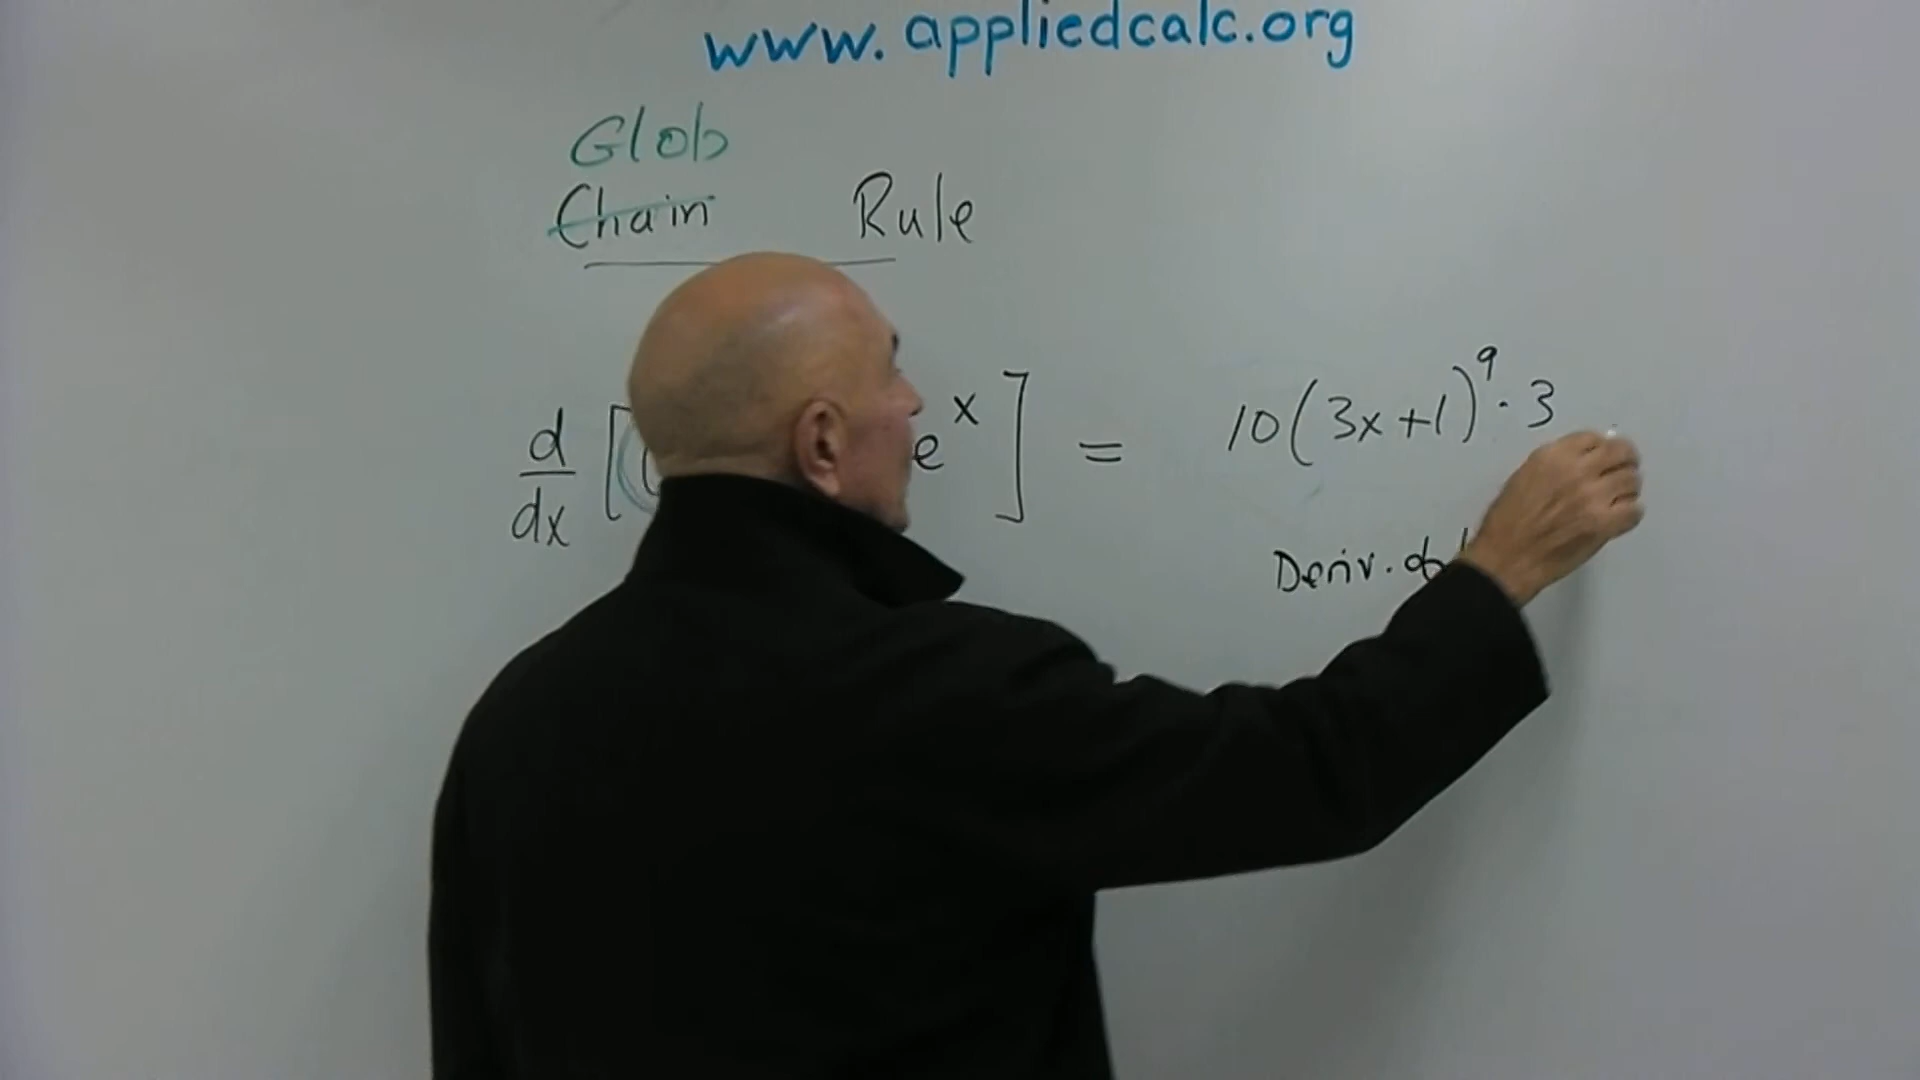 www.appliedcalc.org
Glob
Chain Rule
d/dx [( e^x ] = 10(3x+1)^9 · 3
Deriv. of